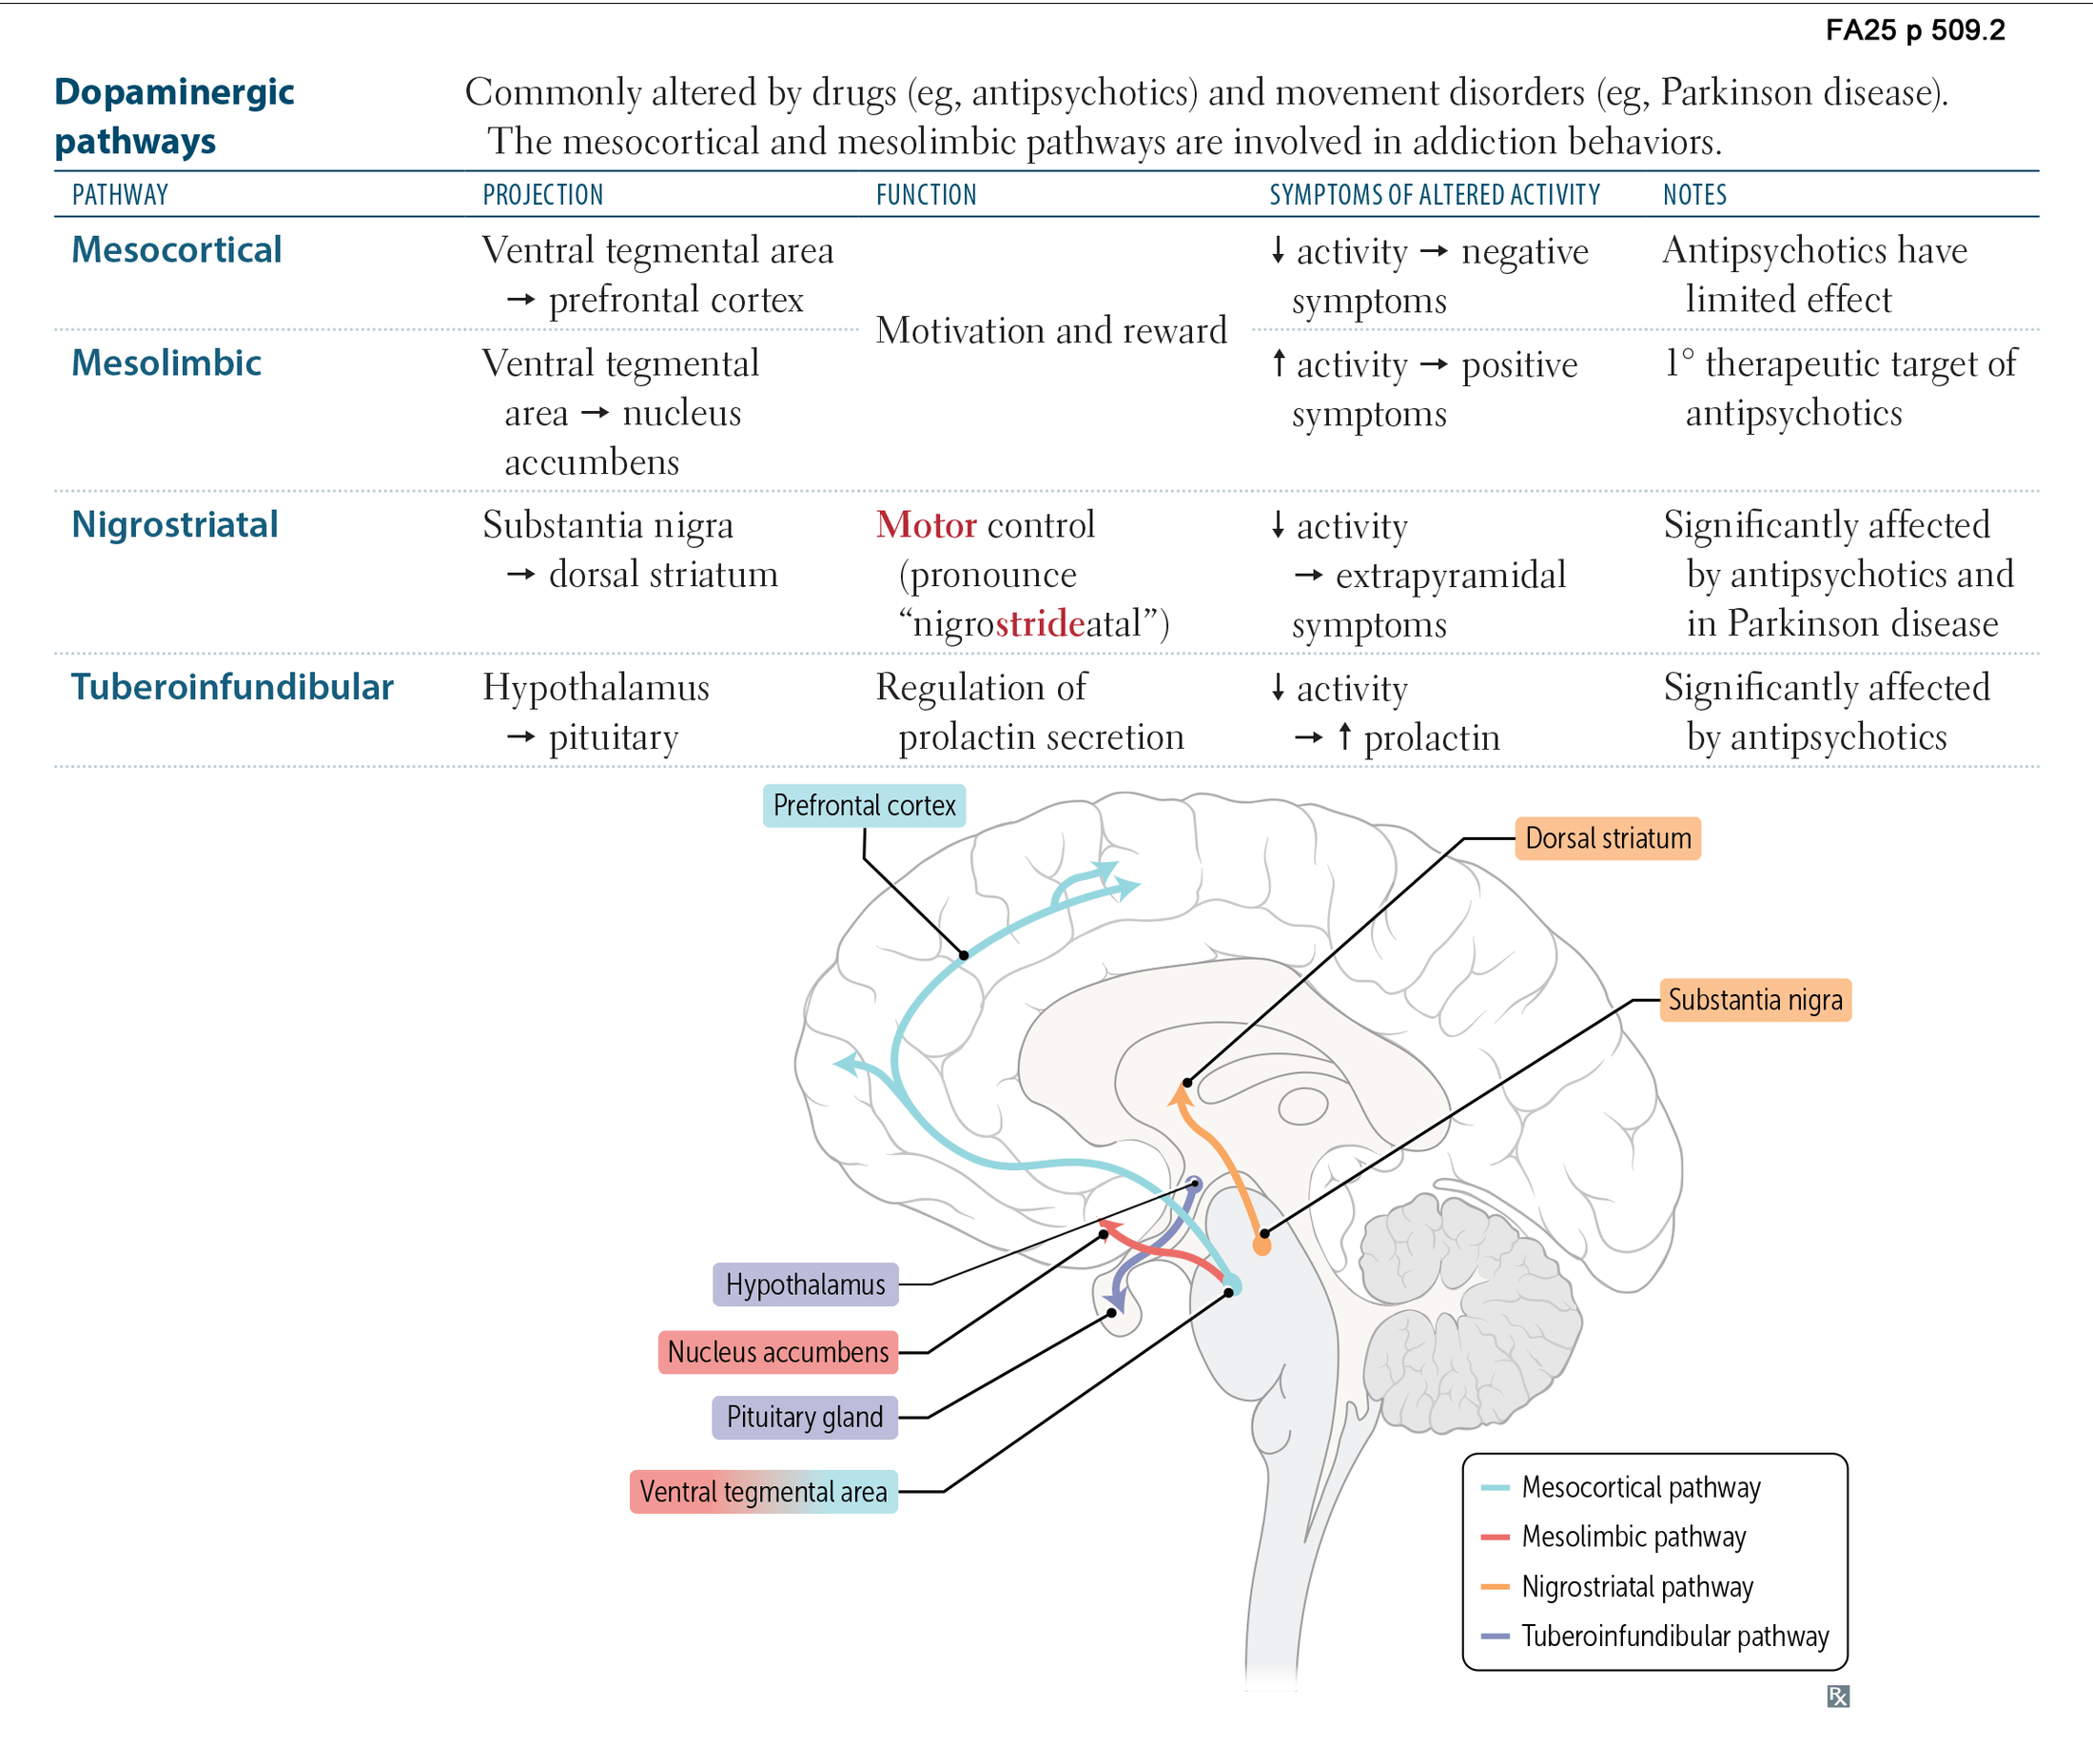 FA25 p 509.2
Dopaminergic
pathways
Commonly altered by drugs (eg, antipsychotics) and movement disorders (eg, Parkinson disease).
The mesocortical and mesolimbic pathways are involved in addiction behaviors.
PATHWAY
PROJECTION
FUNCTION
SYMPTOMS OF ALTERED ACTIVITY
NOTES
Mesocortical
Ventral tegmental area
→ prefrontal cortex
Motivation and reward
↓ activity → negative
symptoms
Antipsychotics have
limited effect
Mesolimbic
Ventral tegmental
area → nucleus
accumbens
↑ activity → positive
symptoms
1° therapeutic target of
antipsychotics
Nigrostriatal
Substantia nigra
→ dorsal striatum
Motor control
(pronounce
“nigrostrideatal”)
↓ activity
→ extrapyramidal
symptoms
Significantly affected
by antipsychotics and
in Parkinson disease
Tuberoinfundibular
Hypothalamus
→ pituitary
Regulation of
prolactin secretion
↓ activity
→ ↑ prolactin
Significantly affected
by antipsychotics
Prefrontal cortex
Dorsal striatum
Substantia nigra
Hypothalamus
Nucleus accumbens
Pituitary gland
Ventral tegmental area
Mesocortical pathway
Mesolimbic pathway
Nigrostriatal pathway
Tuberoinfundibular pathway
Rx